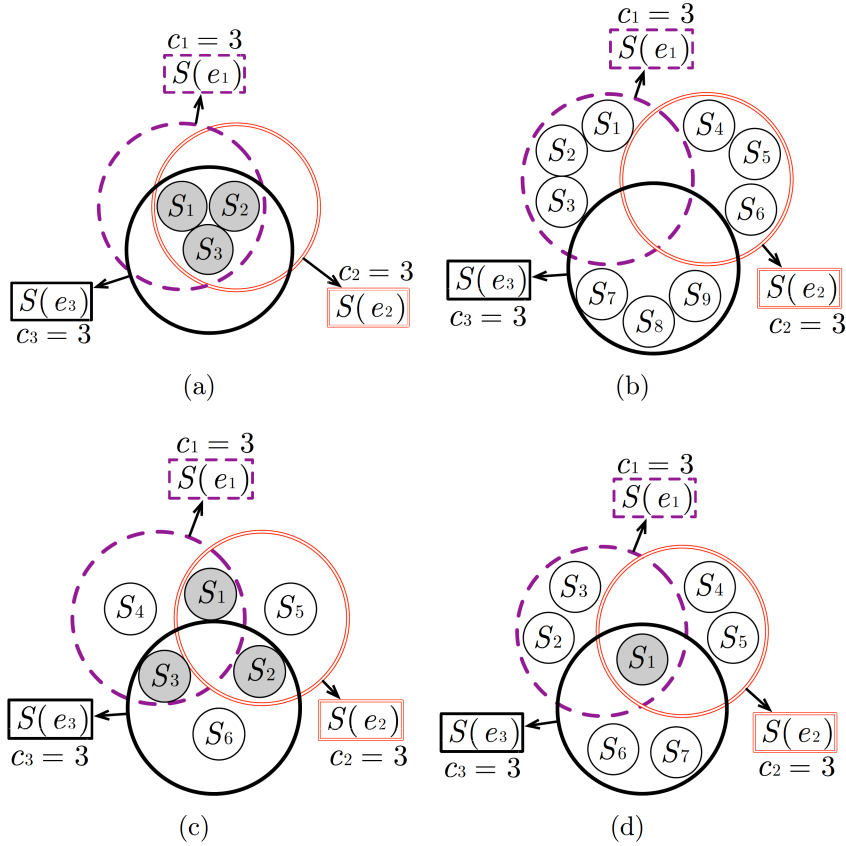 c₁ = 3
S( e₁)
S₁ S₂
S₃
c₂ = 3
S( e₂)
S( e₃)
c₃ = 3
(a)
c₁ = 3
S( e₁)
S₁
S₂
S₃
S₄
S₅
S₆
S( e₃)
c₃ = 3
S₇
S₈
S₉
S( e₂)
c₂ = 3
(b)
c₁ = 3
S( e₁)
S₁
S₄
S₅
S₃
S₂
S₆
S( e₃)
c₃ = 3
S( e₂)
c₂ = 3
(c)
c₁ = 3
S( e₁)
S₃
S₂
S₄
S₅
S₁
S( e₃)
c₃ = 3
S₆ S₇
S( e₂)
c₂ = 3
(d)